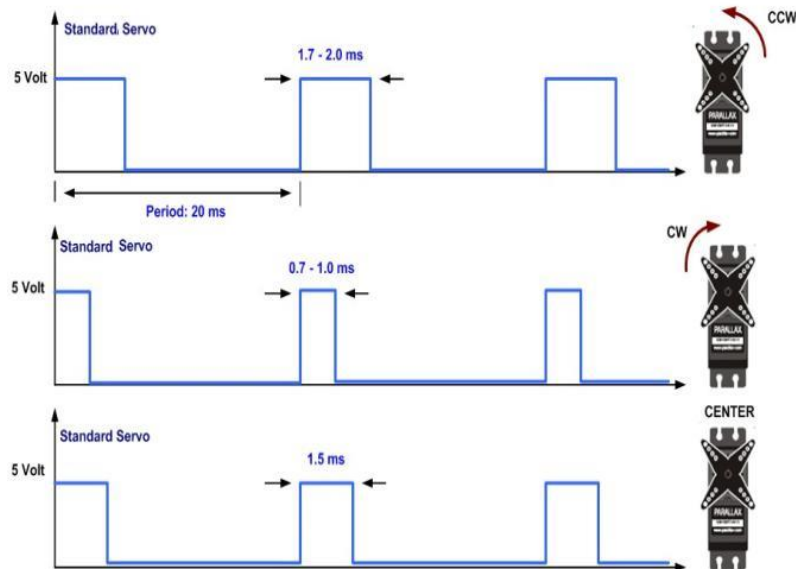 Standard Servo
CCW
1.7 - 2.0 ms
5 Volt
PARALLAX
Period: 20 ms
Standard Servo
CW
0.7 - 1.0 ms
5 Volt
PARALLAX
CENTER
Standard Servo
1.5 ms
5 Volt
PARALLAX